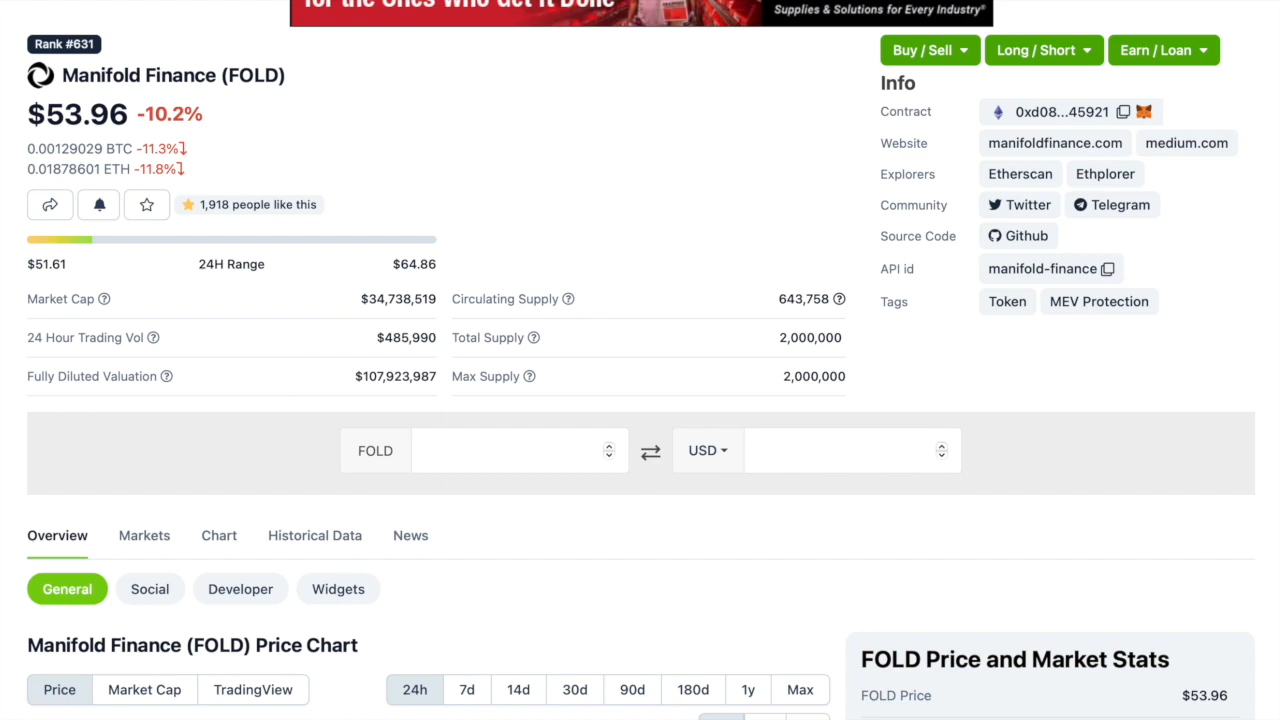 for the Ones Who Get It Done
Supplies & Solutions for Every Industry®
Rank #631
Manifold Finance (FOLD)
$53.96 -10.2%
0.00129029 BTC -11.3%
0.01878601 ETH -11.8%
1,918 people like this
$51.61 24H Range $64.86
Market Cap $34,738,519
24 Hour Trading Vol $485,990
Fully Diluted Valuation $107,923,987
Circulating Supply 643,758
Total Supply 2,000,000
Max Supply 2,000,000
Buy / Sell Long / Short Earn / Loan
Info
Contract 0xd08...45921
Website manifoldfinance.com medium.com
Explorers Etherscan Ethplorer
Community Twitter Telegram
Source Code Github
API id manifold-finance
Tags Token MEV Protection
FOLD USD
Overview Markets Chart Historical Data News
General Social Developer Widgets
Manifold Finance (FOLD) Price Chart
Price Market Cap TradingView 24h 7d 14d 30d 90d 180d 1y Max
FOLD Price and Market Stats
FOLD Price $53.96